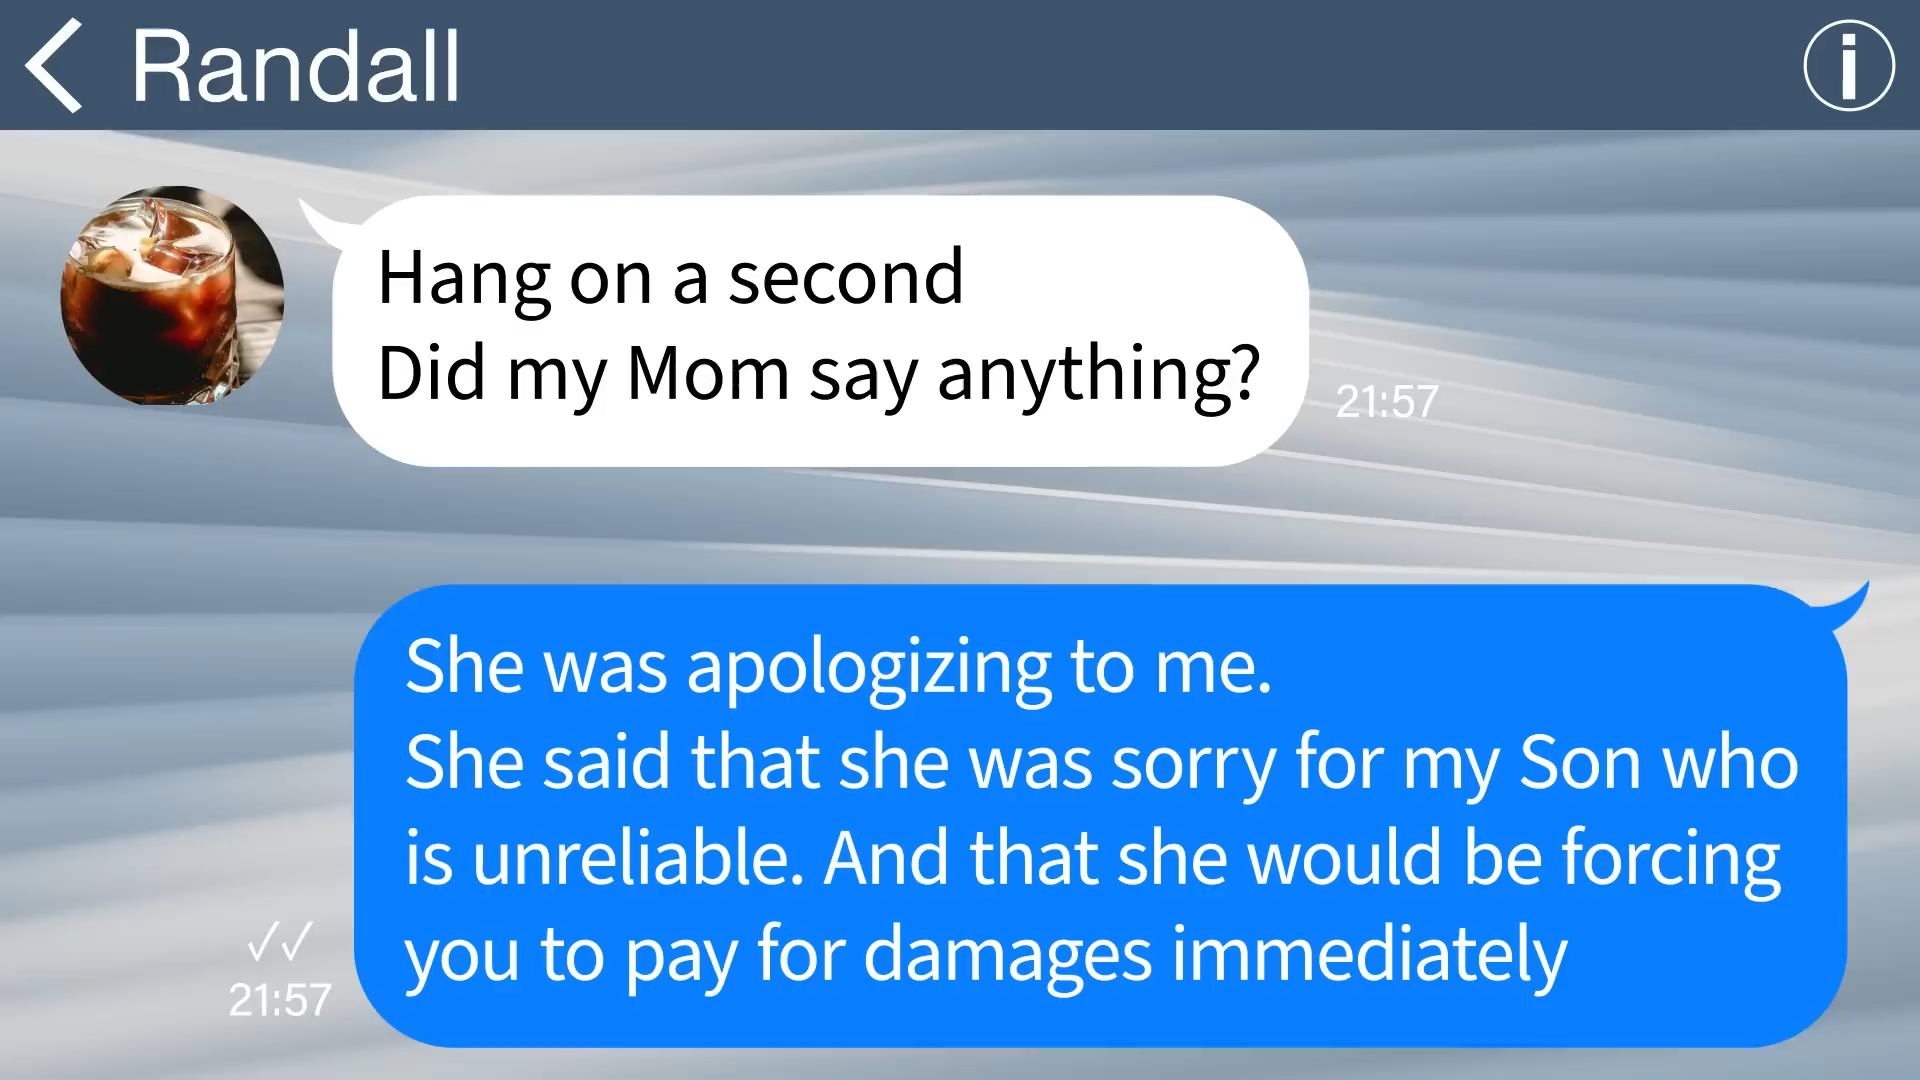 Randall
Hang on a second
Did my Mom say anything?
21:57
She was apologizing to me.
She said that she was sorry for my Son who
is unreliable. And that she would be forcing
you to pay for damages immediately
21:57